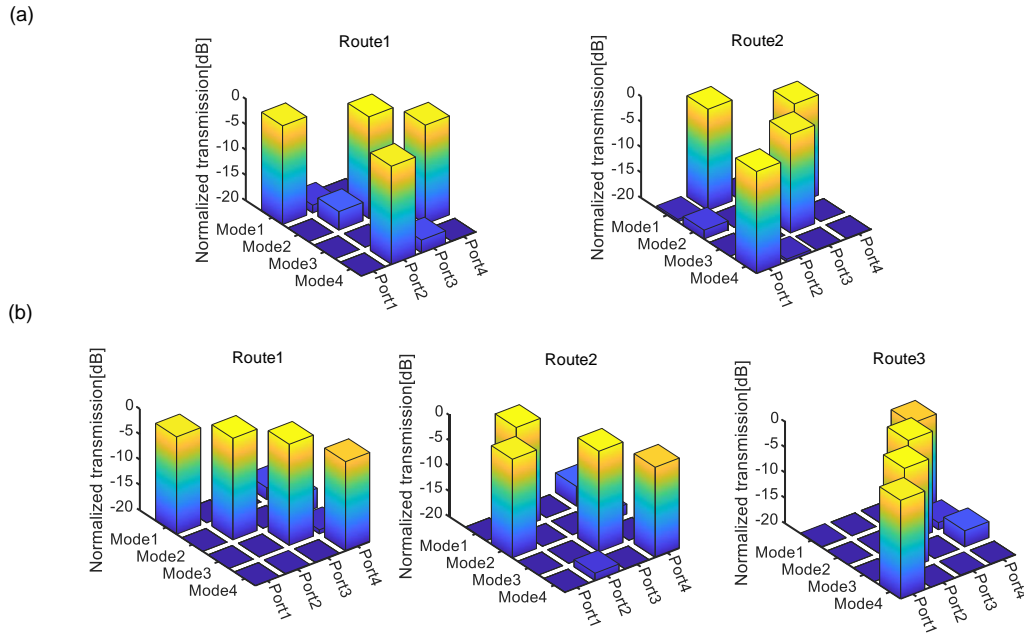 (a)
Route1
Normalized transmission[dB]
0
-5
-10
-15
-20
Mode1
Mode2
Mode3
Mode4
Port1
Port2
Port3
Port4
Route2
Normalized transmission[dB]
0
-5
-10
-15
-20
Mode1
Mode2
Mode3
Mode4
Port1
Port2
Port3
Port4
(b)
Route1
Normalized transmission[dB]
0
-5
-10
-15
-20
Mode1
Mode2
Mode3
Mode4
Port1
Port2
Port3
Port4
Route2
Normalized transmission[dB]
0
-5
-10
-15
-20
Mode1
Mode2
Mode3
Mode4
Port1
Port2
Port3
Port4
Route3
Normalized transmission[dB]
0
-5
-10
-15
-20
Mode1
Mode2
Mode3
Mode4
Port1
Port2
Port3
Port4